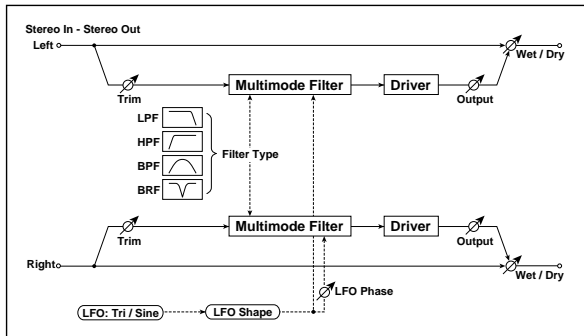 Stereo In - Stereo Out
Left
Wet / Dry
Trim
Multimode Filter
Driver
Output
LPF
HPF
BPF
BRF
Filter Type
Trim
Multimode Filter
Driver
Output
Right
Wet / Dry
LFO Phase
LFO: Tri / Sine
LFO Shape